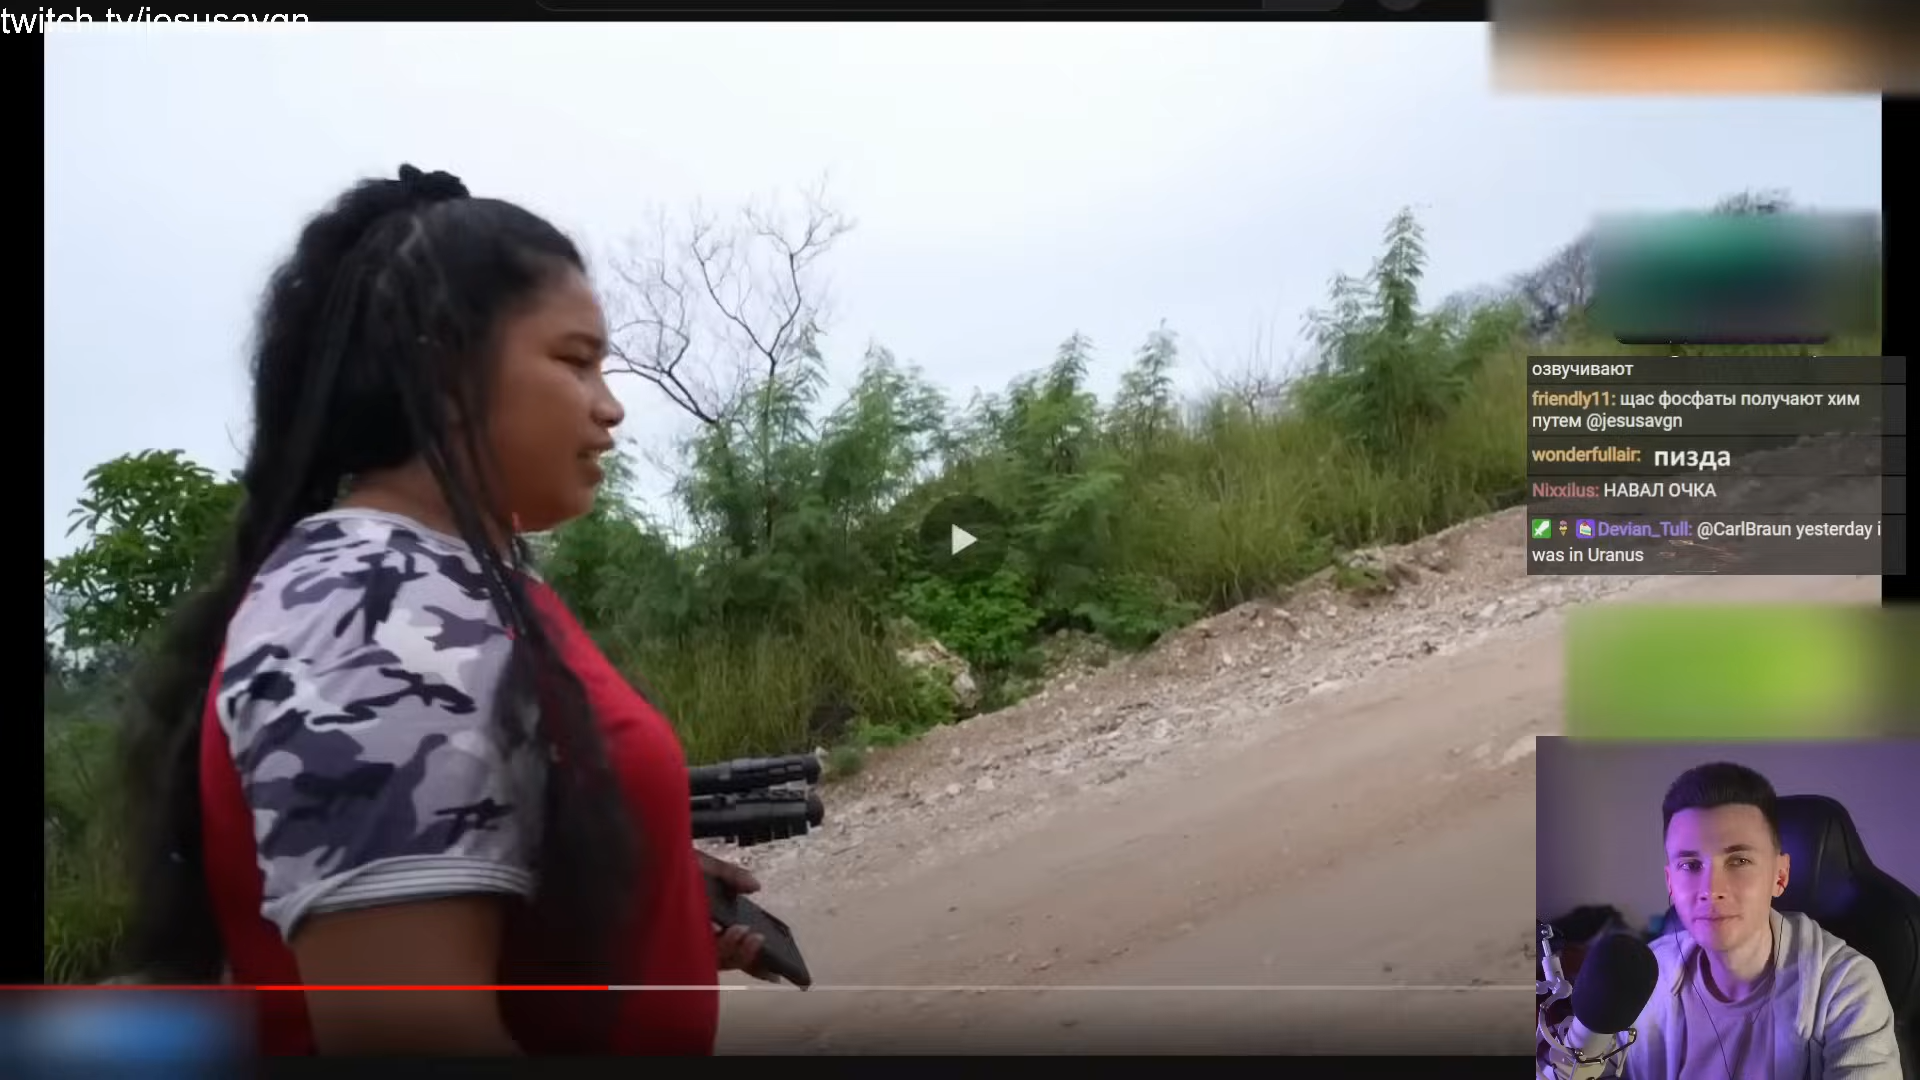 twitch.tv/jesusavgn
озвучивают
friendly11: щас фосфаты получают хим
путем @jesusavgn
wonderfullair: пизда
Nixxilus: НАВАЛ ОЧКА
Devian_Tull: @CarlBraun yesterday i
was in Uranus